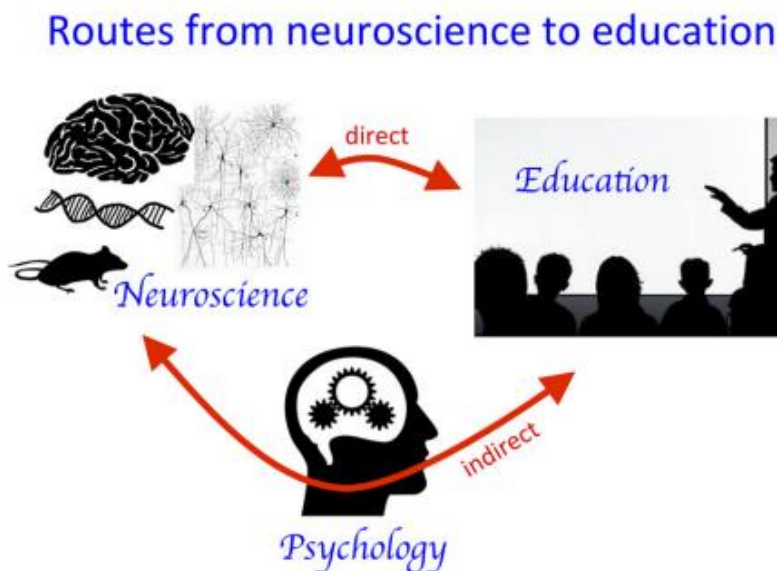 Routes from neuroscience to education
direct
Education
Neuroscience
indirect
Psychology